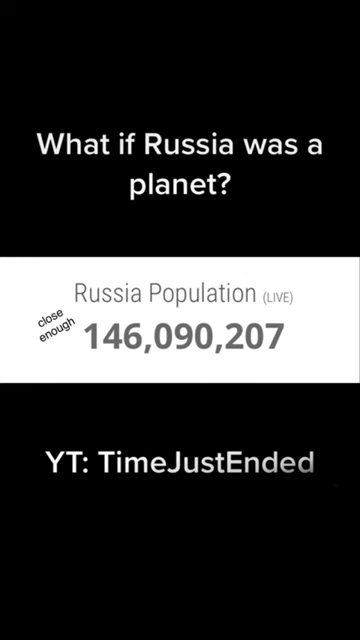 What if Russia was a
planet?
Russia Population (LIVE)
close
enough
146,090,207
YT: TimeJustEnded